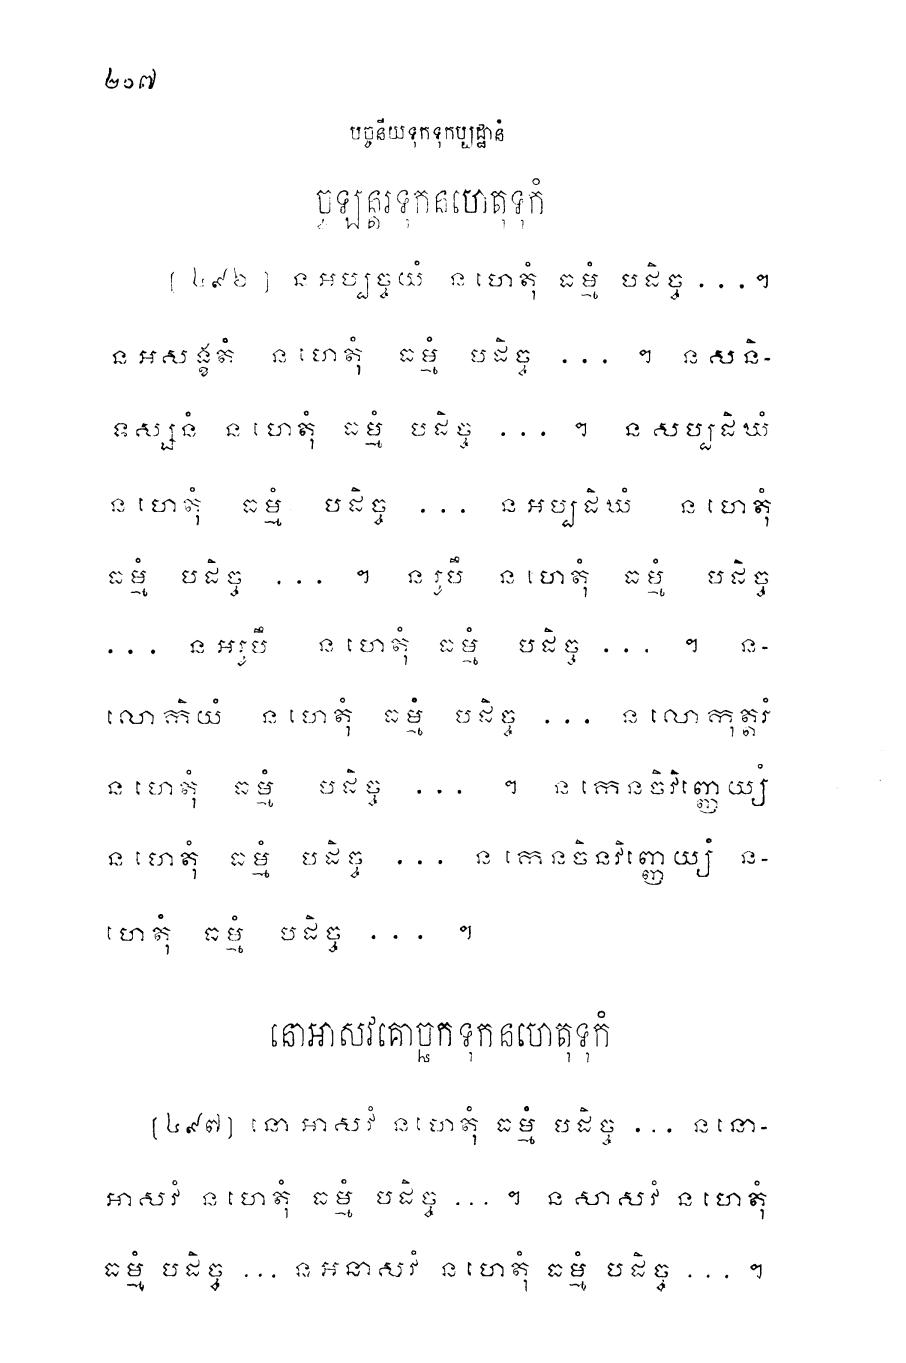 ២១៧
បច្ចនីយទុកទុកប្បដ្ឋានំ
ចូឡន្តរទុកនហេតុទុកំ
[៤៩៦] នអប្បច្ចយំ នហេតុំ ធម្មំ បដិច្ច ...។
នអសង្ខតំ នហេតុំ ធម្មំ បដិច្ច ... ។ នសនិ-
ទស្សនំ នហេតុំ ធម្មំ បដិច្ច ... ។ នសប្បដិឃំ
នហេតុំ ធម្មំ បដិច្ច ... នអប្បដិឃំ នហេតុំ
ធម្មំ បដិច្ច ... ។ នរូបឹ នហេតុំ ធម្មំ បដិច្ច
... នអរូបឹ នហេតុំ ធម្មំ បដិច្ច ... ។ ន-
លោកិយំ នហេតុំ ធម្មំ បដិច្ច ... នលោកុត្តរំ
នហេតុំ ធម្មំ បដិច្ច ... ។ នកេនចិវិញ្ញេយ្យំ
នហេតុំ ធម្មំ បដិច្ច ... នកេនចិនវិញ្ញេយ្យំ ន-
ហេតុំ ធម្មំ បដិច្ច ... ។
នោអាសវគោច្ឆកទុកនហេតុទុកំ
[៤៩៧] នោអាសវំ នហេតុំ ធម្មំ បដិច្ច ... ននោ-
អាសវំ នហេតុំ ធម្មំ បដិច្ច ... ។ នសាសវំ នហេតុំ
ធម្មំ បដិច្ច ... នអនាសវំ នហេតុំ ធម្មំ បដិច្ច ... ។